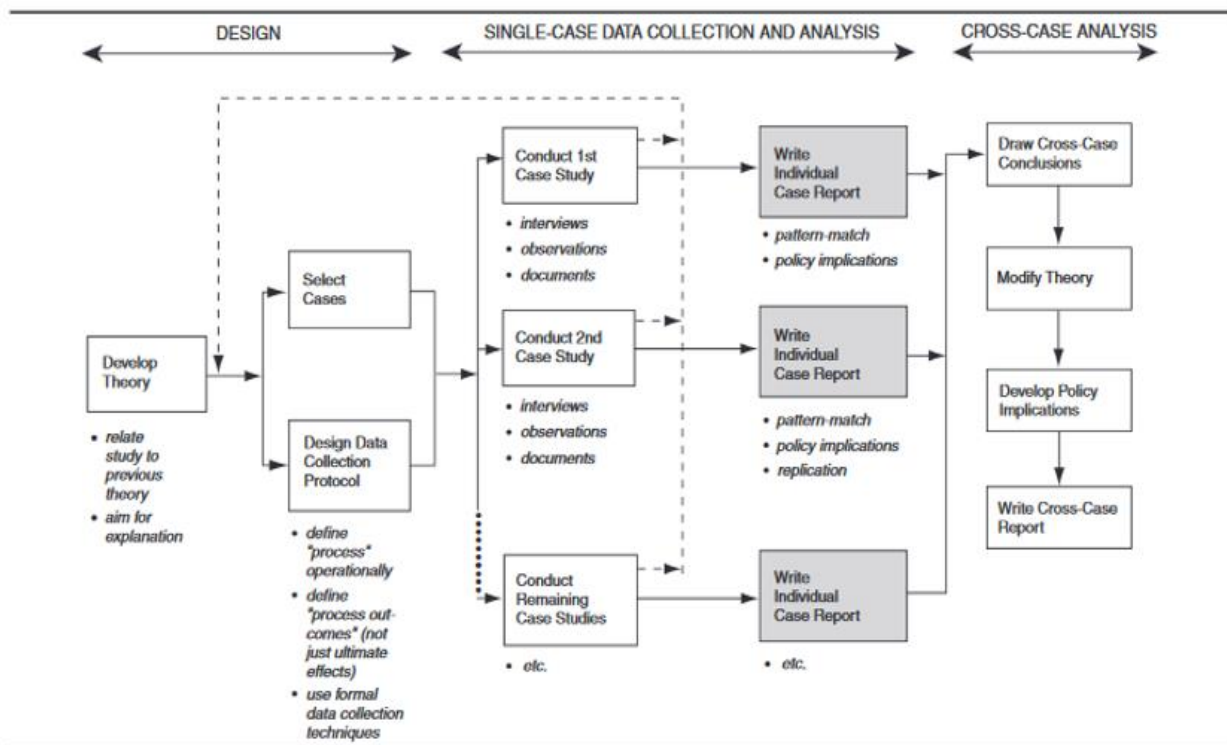 DESIGN
SINGLE-CASE DATA COLLECTION AND ANALYSIS
CROSS-CASE ANALYSIS
Develop
Theory
• relate
study to
previous
theory
• aim for
explanation
Select
Cases
Design Data
Collection
Protocol
• define
"process"
operationally
• define
"process out-
comes" (not
just ultimate
effects)
• use formal
data collection
techniques
Conduct 1st
Case Study
• interviews
• observations
• documents
Conduct 2nd
Case Study
• interviews
• observations
• documents
Conduct
Remaining
Case Studies
• etc.
Write
Individual
Case Report
• pattern-match
• policy implications
Write
Individual
Case Report
• pattern-match
• policy implications
• replication
Write
Individual
Case Report
• etc.
Draw Cross-Case
Conclusions
Modify Theory
Develop Policy
Implications
Write Cross-Case
Report